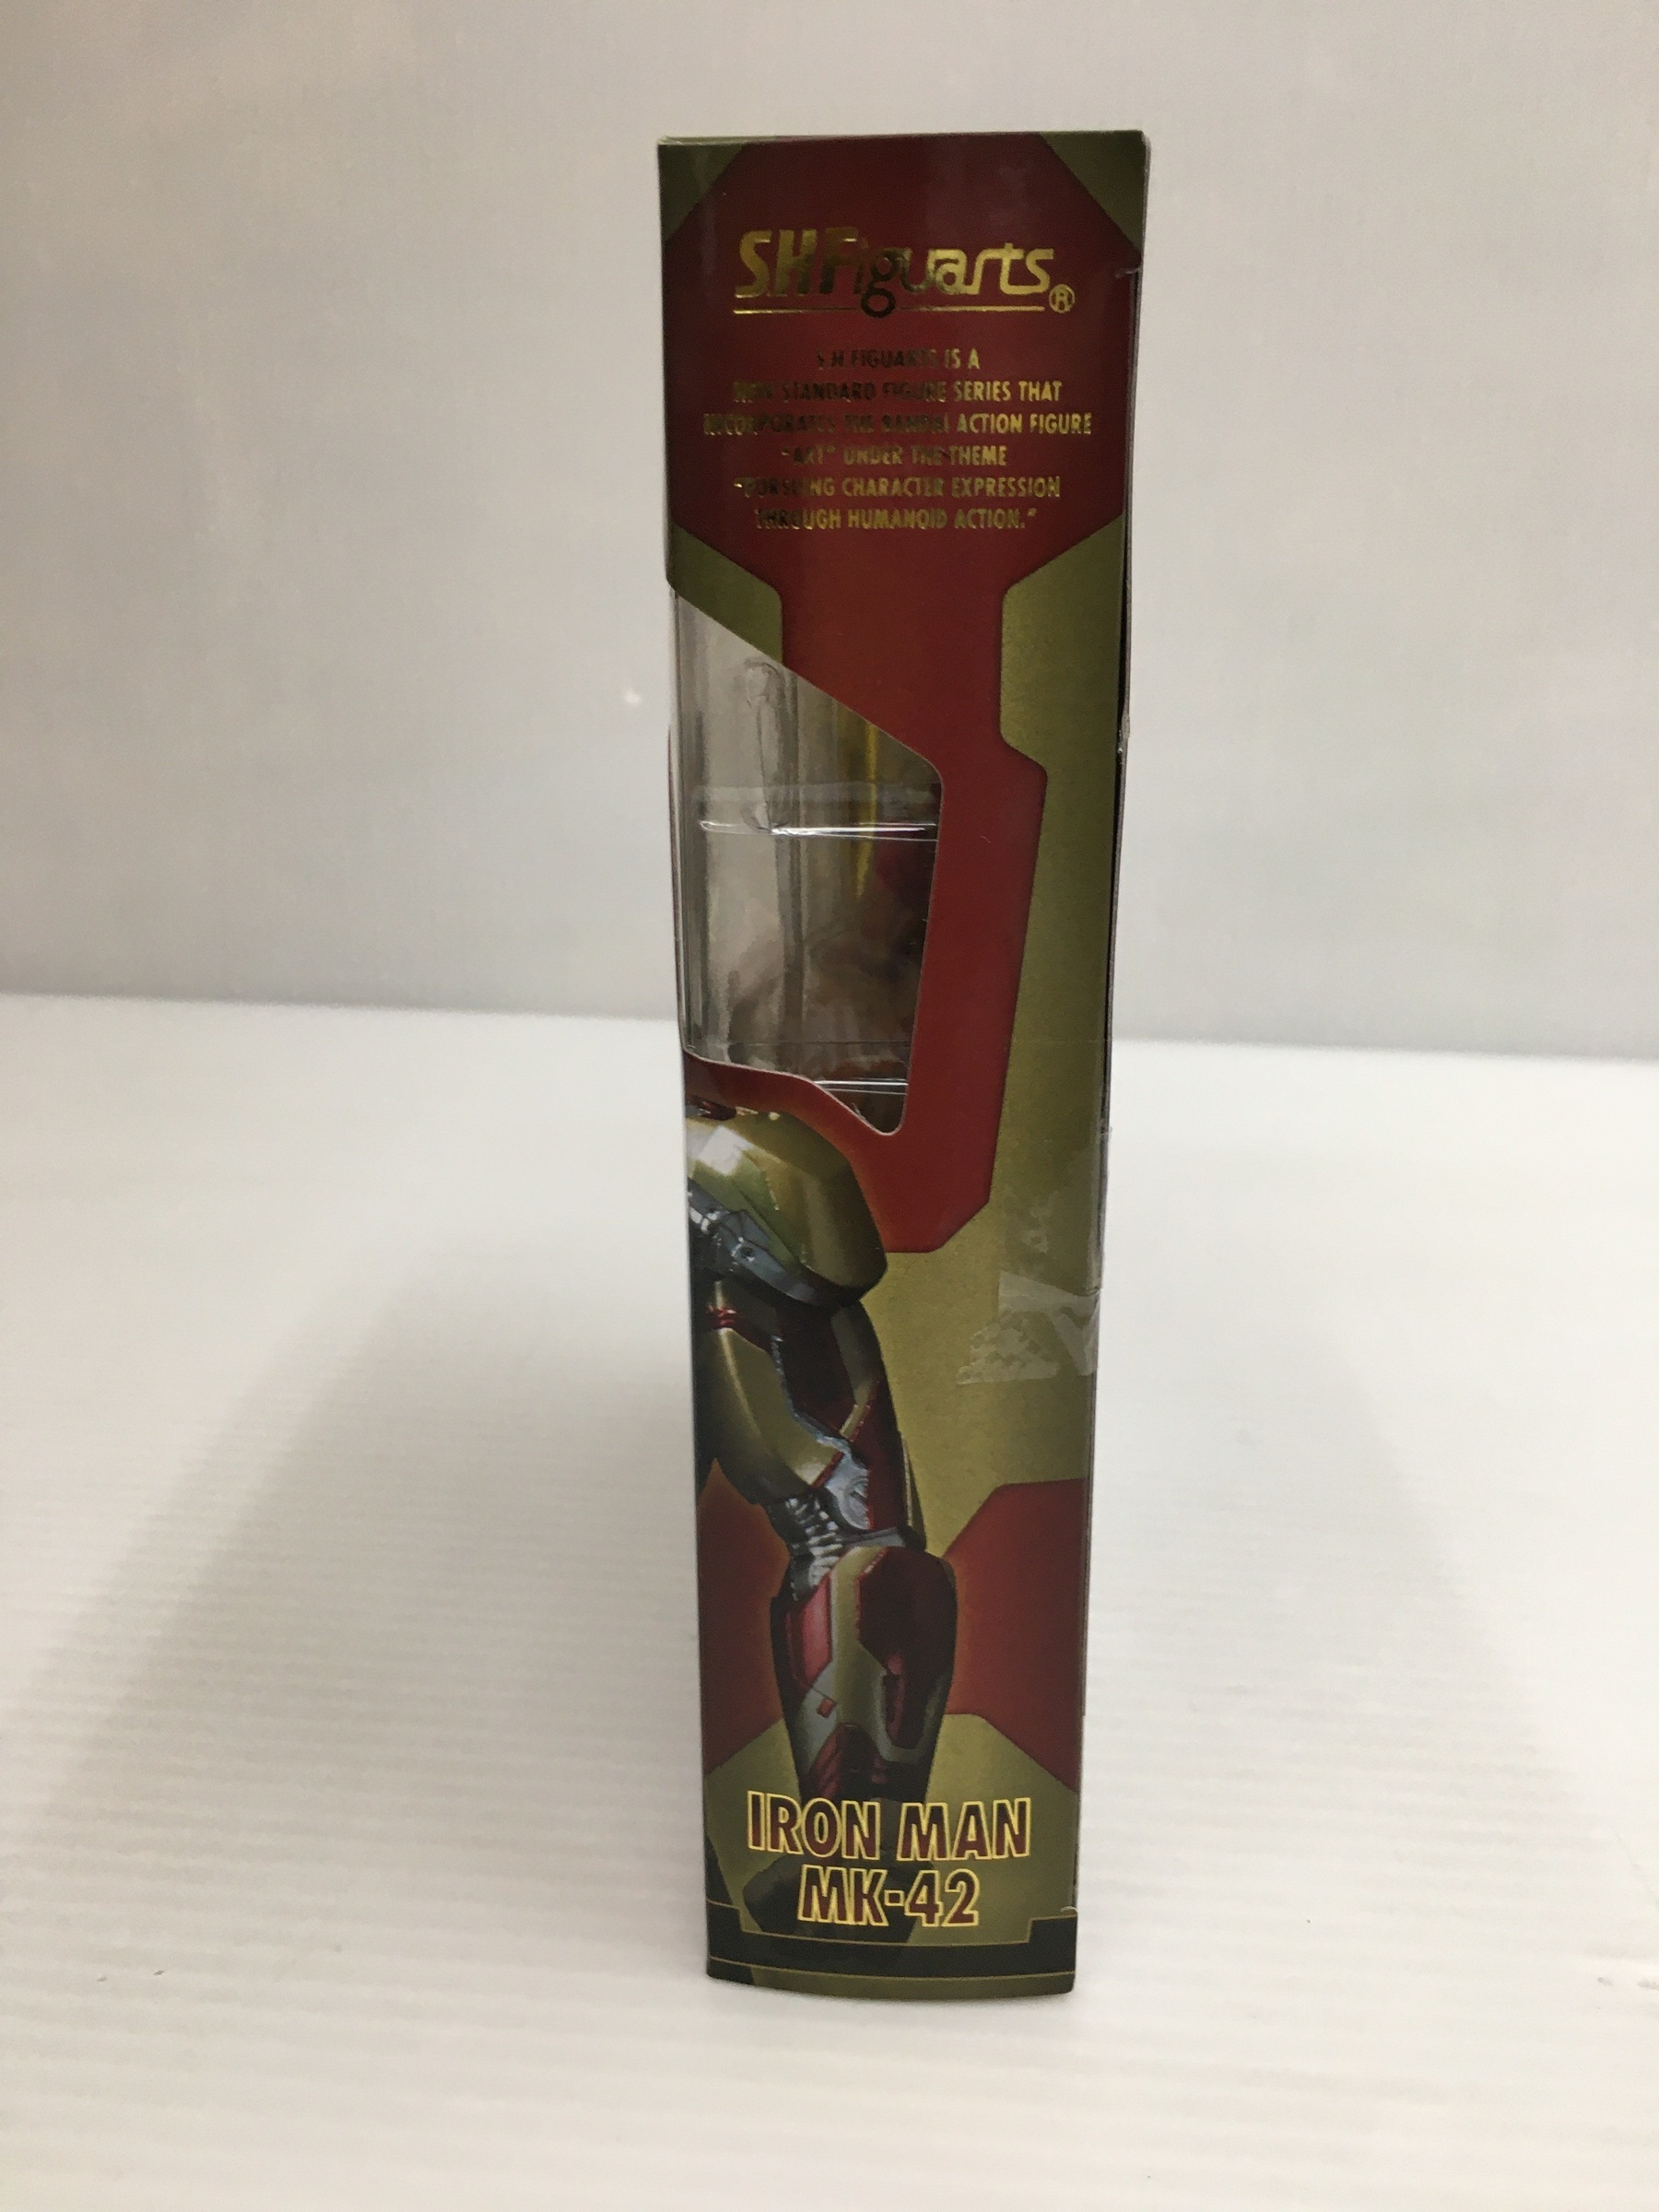 S.H.Figuarts®
S.H.FIGUARTS IS A
NEW STANDARD FIGURE SERIES THAT
INCORPORATES THE BANDAI ACTION FIGURE
"ART" UNDER THE THEME
"PURSUING CHARACTER EXPRESSION
THROUGH HUMANOID ACTION."
IRON MAN
MK-42